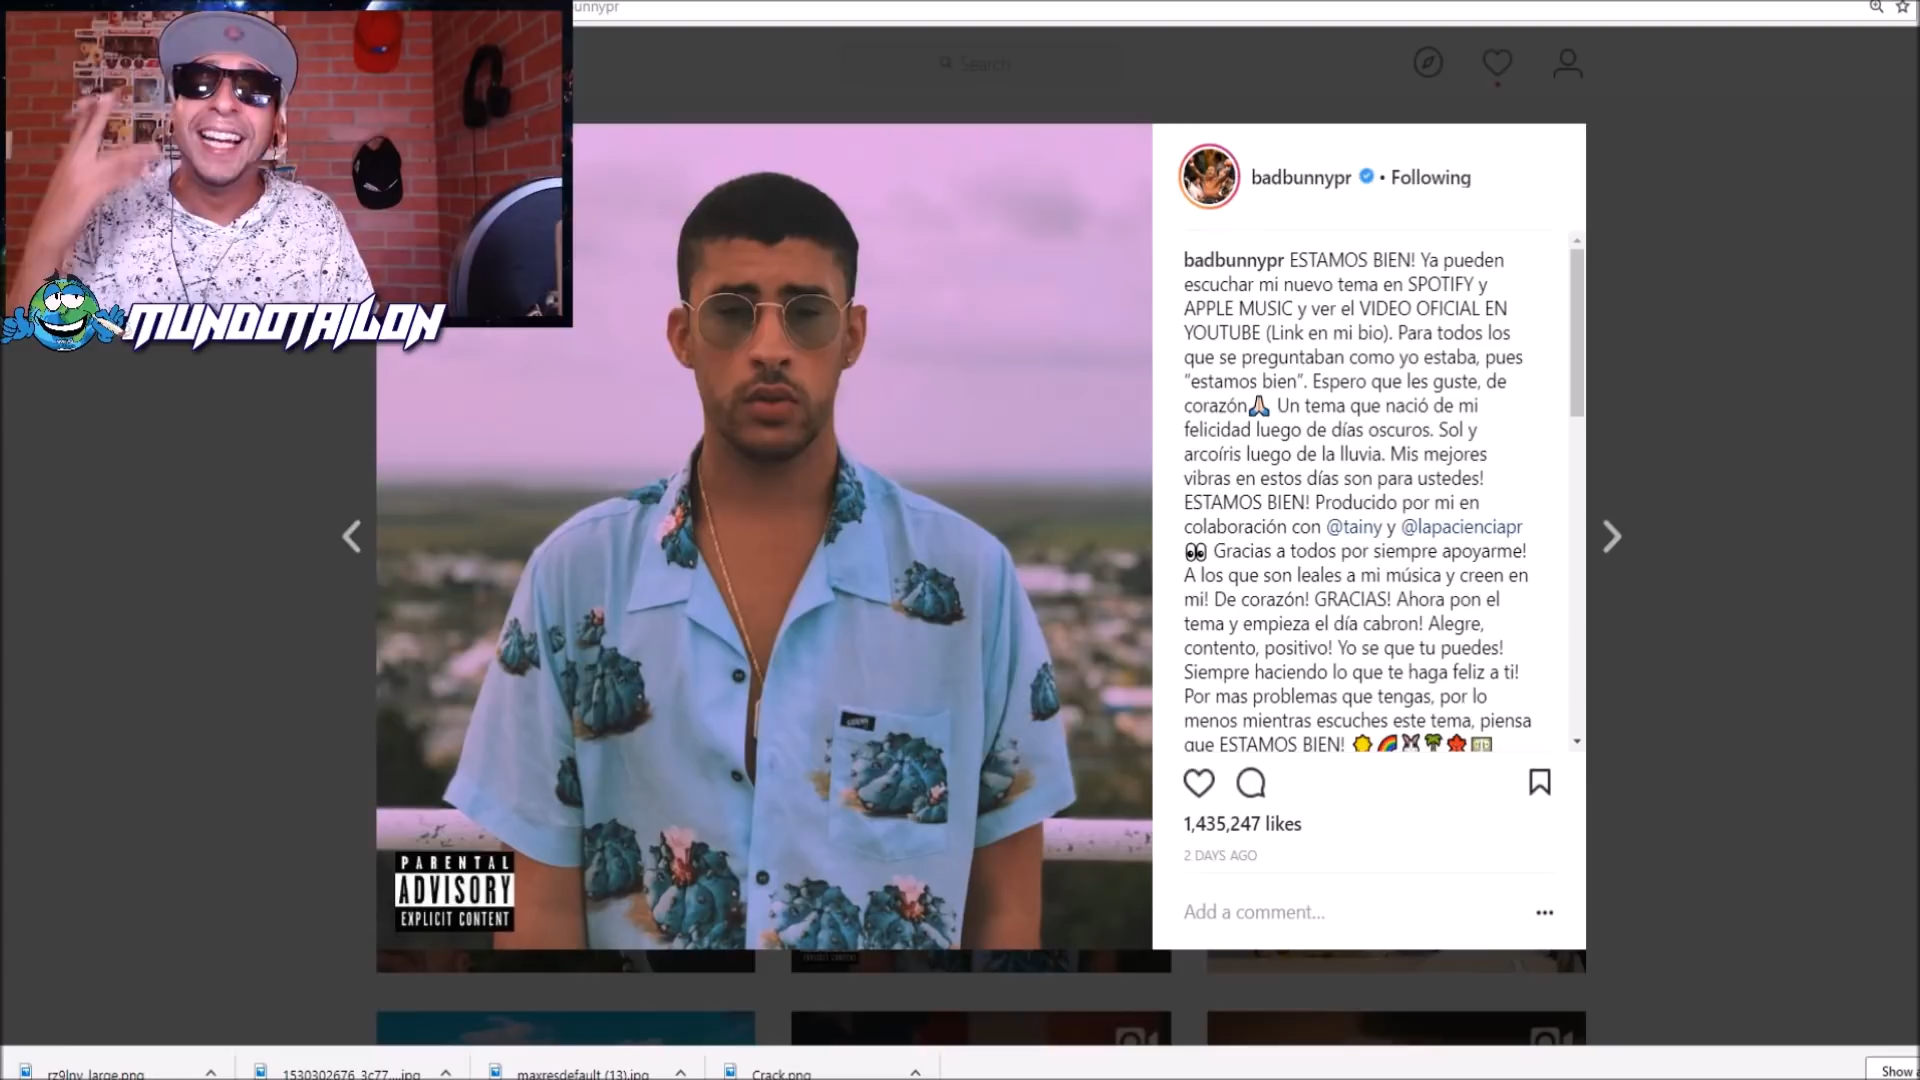 unnypr
Search
MUNDOTAILON
badbunnypr • Following
badbunnypr ESTAMOS BIEN! Ya pueden
escuchar mi nuevo tema en SPOTIFY y
APPLE MUSIC y ver el VIDEO OFICIAL EN
YOUTUBE (Link en mi bio). Para todos los
que se preguntaban como yo estaba, pues
“estamos bien”. Espero que les guste, de
corazón🙏 Un tema que nació de mi
felicidad luego de días oscuros. Sol y
arcoíris luego de la lluvia. Mis mejores
vibras en estos días son para ustedes!
ESTAMOS BIEN! Producido por mi en
colaboración con @tainy y @lapacienciapr
👀 Gracias a todos por siempre apoyarme!
A los que son leales a mi música y creen en
mi! De corazón! GRACIAS! Ahora pon el
tema y empieza el día cabron! Alegre,
contento, positivo! Yo se que tu puedes!
Siempre haciendo lo que te haga feliz a ti!
Por mas problemas que tengas, por lo
menos mientras escuches este tema, piensa
que ESTAMOS BIEN!
1,435,247 likes
2 DAYS AGO
Add a comment...
PARENTAL
ADVISORY
EXPLICIT CONTENT
rz9lny_large.png
1530302676_3c77....jpg
maxresdefault (13).jpg
Crack.png
Show